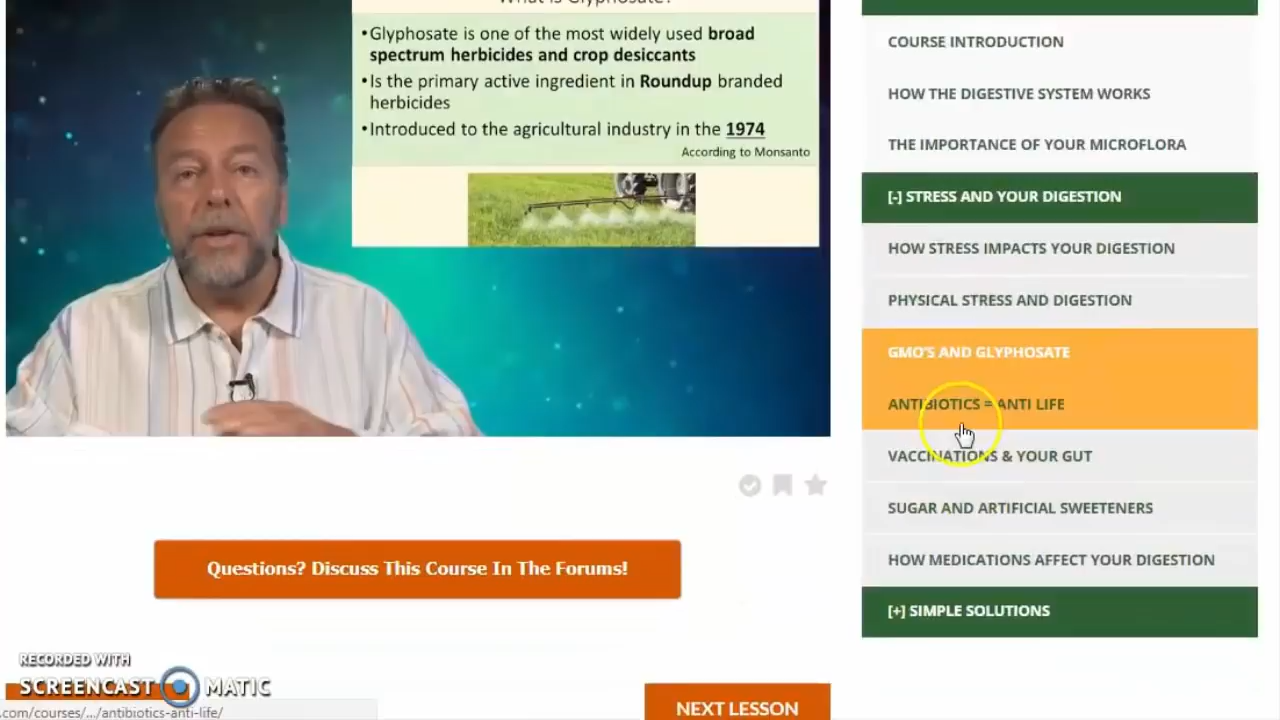 What is Glyphosate?
•Glyphosate is one of the most widely used broad
spectrum herbicides and crop desiccants
•Is the primary active ingredient in Roundup branded
herbicides
•Introduced to the agricultural industry in the 1974
According to Monsanto
COURSE INTRODUCTION
HOW THE DIGESTIVE SYSTEM WORKS
THE IMPORTANCE OF YOUR MICROFLORA
[-] STRESS AND YOUR DIGESTION
HOW STRESS IMPACTS YOUR DIGESTION
PHYSICAL STRESS AND DIGESTION
GMO'S AND GLYPHOSATE
ANTIBIOTICS = ANTI LIFE
VACCINATIONS & YOUR GUT
SUGAR AND ARTIFICIAL SWEETENERS
HOW MEDICATIONS AFFECT YOUR DIGESTION
[+] SIMPLE SOLUTIONS
Questions? Discuss This Course In The Forums!
NEXT LESSON
RECORDED WITH
SCREENCAST MATIC
.com/courses/.../antibiotics-anti-life/